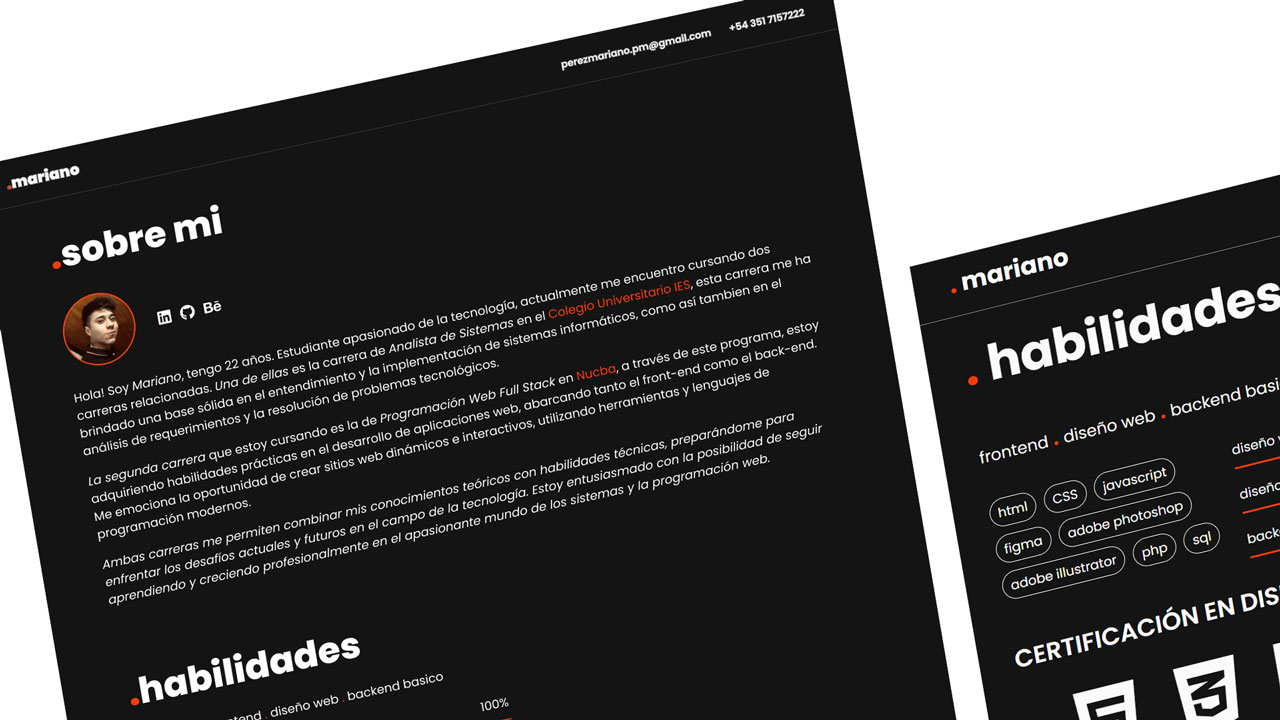 perezmariano.pm@gmail.com +54 351 7157222
.mariano
.sobre mi
in Bē
Hola! Soy Mariano, tengo 22 años. Estudiante apasionado de la tecnología, actualmente me encuentro cursando dos
carreras relacionadas. Una de ellas es la carrera de Analista de Sistemas en el Colegio Universitario IES, esta carrera me ha
brindado una base sólida en el entendimiento y la implementación de sistemas informáticos, como así tambien en el
análisis de requerimientos y la resolución de problemas tecnológicos.
La segunda carrera que estoy cursando es la de Programación Web Full Stack en Nucba, a través de este programa, estoy
adquiriendo habilidades prácticas en el desarrollo de aplicaciones web, abarcando tanto el front-end como el back-end.
Me emociona la oportunidad de crear sitios web dinámicos e interactivos, utilizando herramientas y lenguajes de
programación modernos.
Ambas carreras me permiten combinar mis conocimientos teóricos con habilidades técnicas, preparándome para
enfrentar los desafíos actuales y futuros en el campo de la tecnología. Estoy entusiasmado con la posibilidad de seguir
aprendiendo y creciendo profesionalmente en el apasionante mundo de los sistemas y la programación web.
.habilidades
tend . diseño web . backend basico
100%
. mariano
. habilidades
frontend . diseño web . backend basi
html CSS javascript
figma adobe photoshop
adobe illustrator php sql
diseño
diseño
back
CERTIFICACIÓN EN DIS